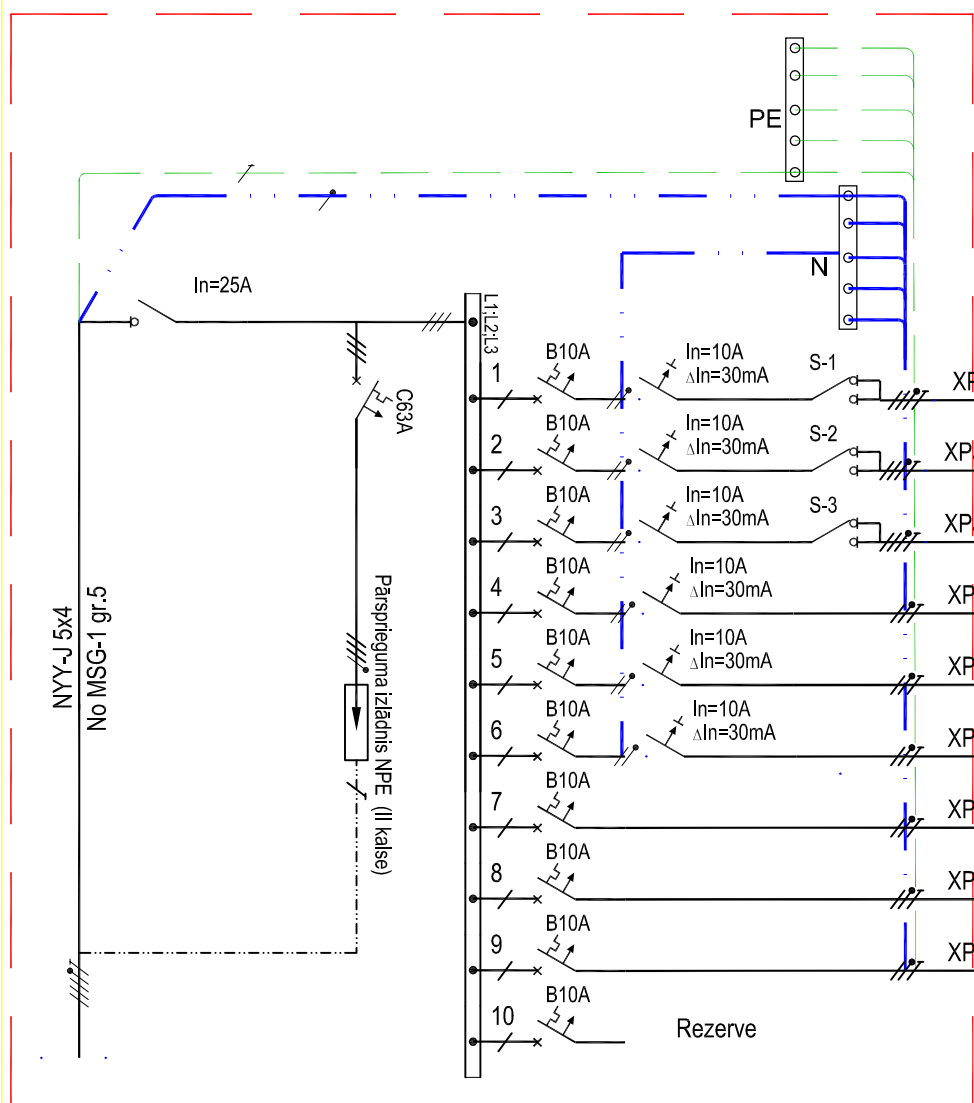 PE
N
In=25A
L1;L2;L3
C63A
NYY-J 5x4
No MSG-1 gr.5
Pārsprieguma izlādnis NPE (II kalse)
1
B10A
In=10A
ΔIn=30mA
S-1
XP
2
B10A
In=10A
ΔIn=30mA
S-2
XP
3
B10A
In=10A
ΔIn=30mA
S-3
XP
4
B10A
In=10A
ΔIn=30mA
XP
5
B10A
In=10A
ΔIn=30mA
XP
6
B10A
In=10A
ΔIn=30mA
XP
7
B10A
XP
8
B10A
XP
9
B10A
XP
10
B10A
Rezerve